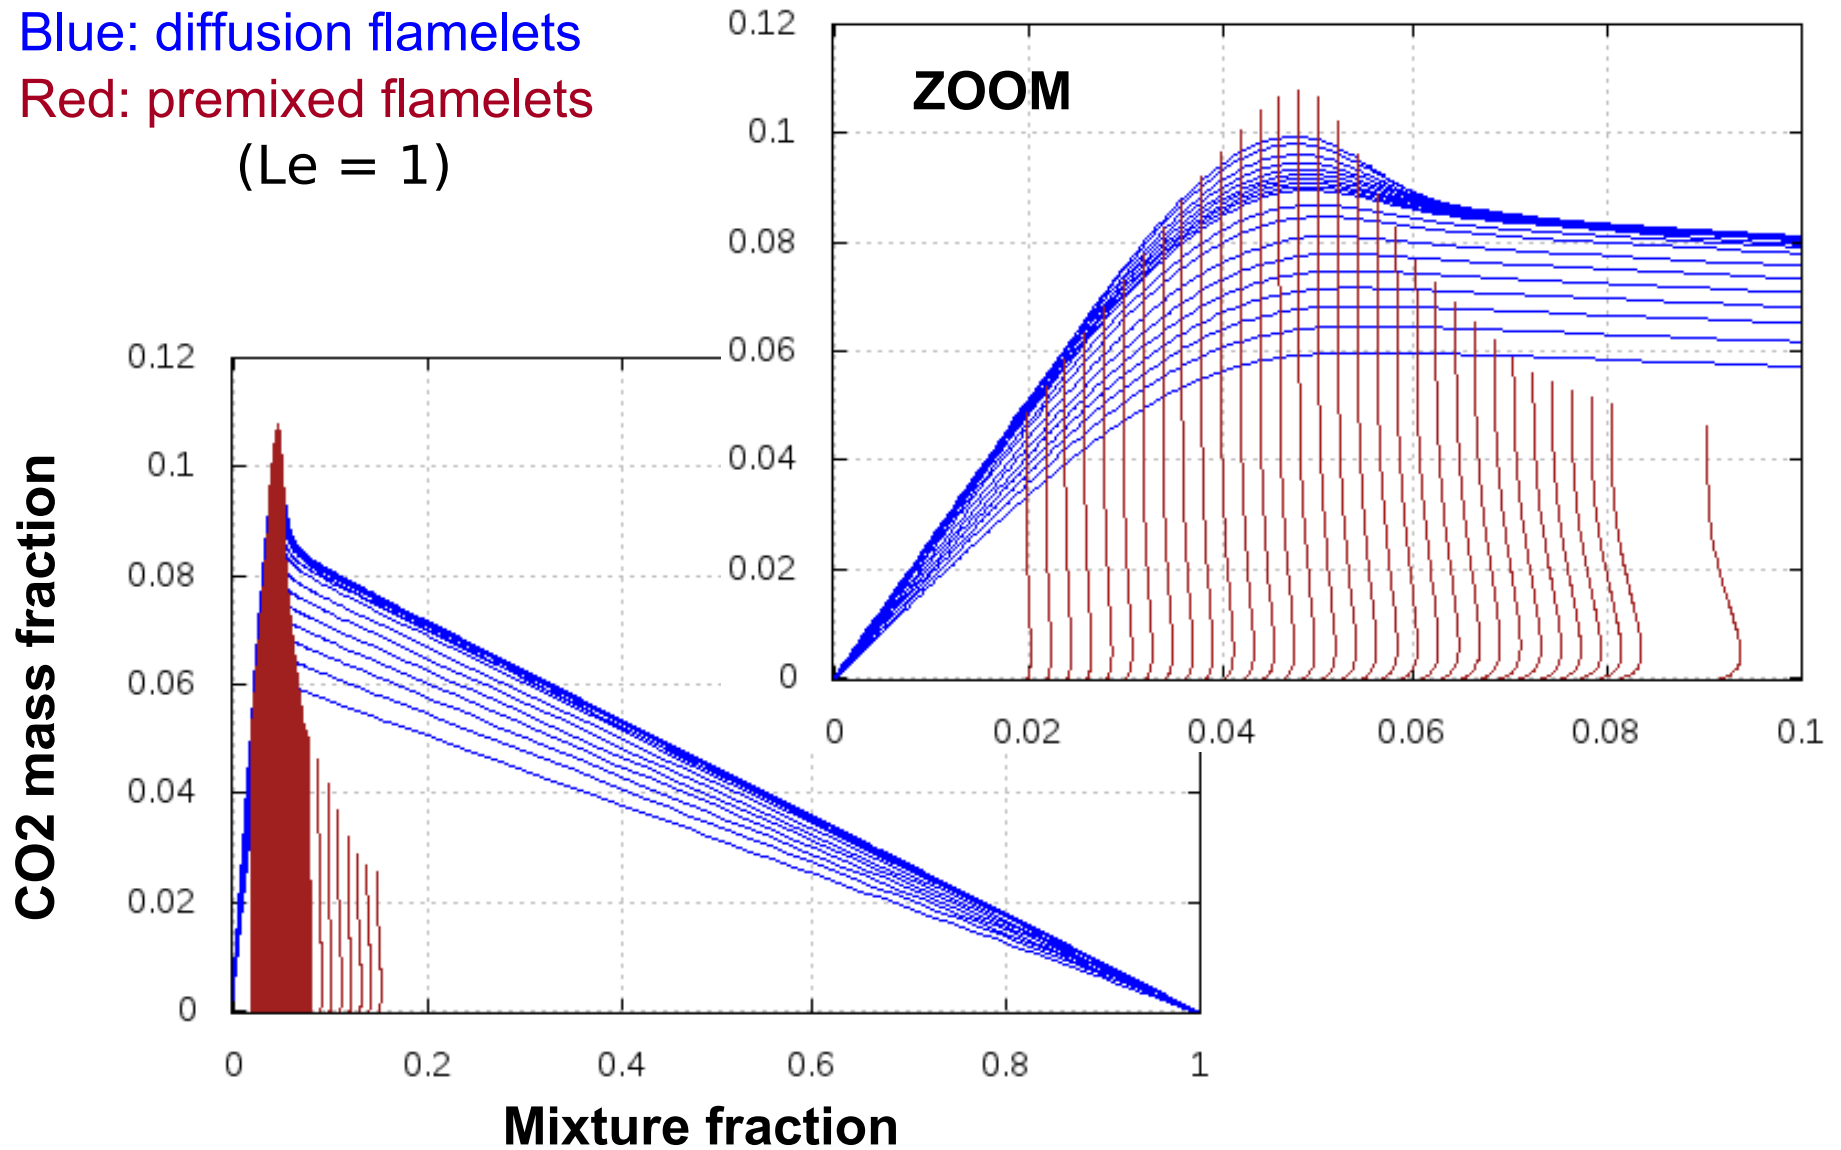 Blue: diffusion flamelets
Red: premixed flamelets
(Le = 1)
ZOOM
0.12
0.1
0.08
0.06
0.04
0.02
0
0 0.02 0.04 0.06 0.08 0.1
CO2 mass fraction
0.12
0.1
0.08
0.06
0.04
0.02
0
0 0.2 0.4 0.6 0.8 1
Mixture fraction